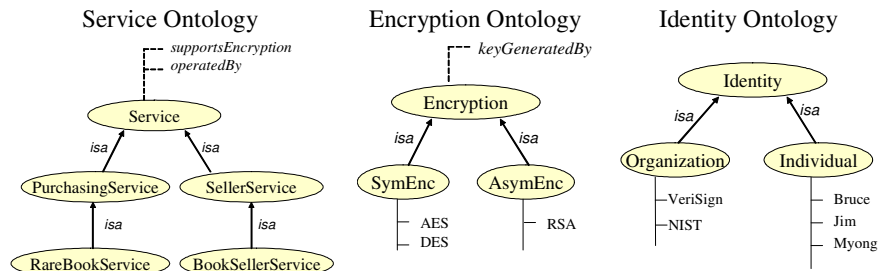 Service Ontology
supportsEncryption
operatedBy
Service
isa
isa
PurchasingService
SellerService
isa
isa
RareBookService
BookSellerService
Encryption Ontology
keyGeneratedBy
Encryption
isa
isa
SymEnc
AsymEnc
AES
DES
RSA
Identity Ontology
Identity
isa
isa
Organization
Individual
VeriSign
NIST
Bruce
Jim
Myong